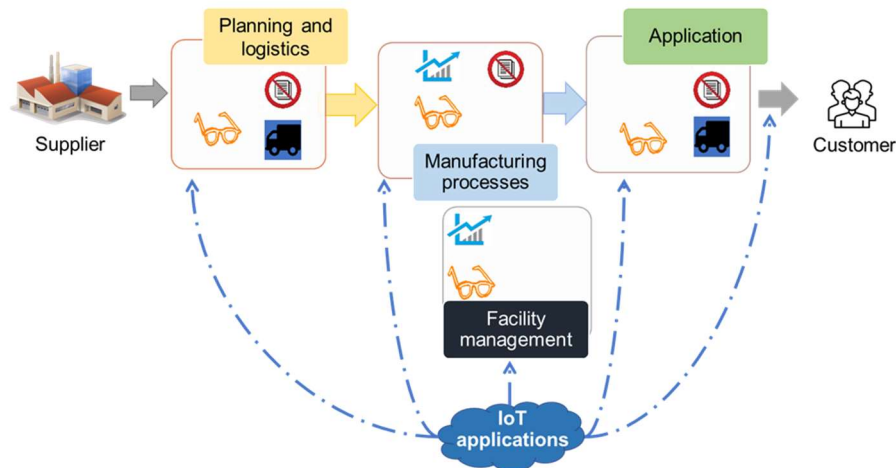 Planning and
logistics
Application
Supplier
Customer
Manufacturing
processes
Facility
management
IoT
applications